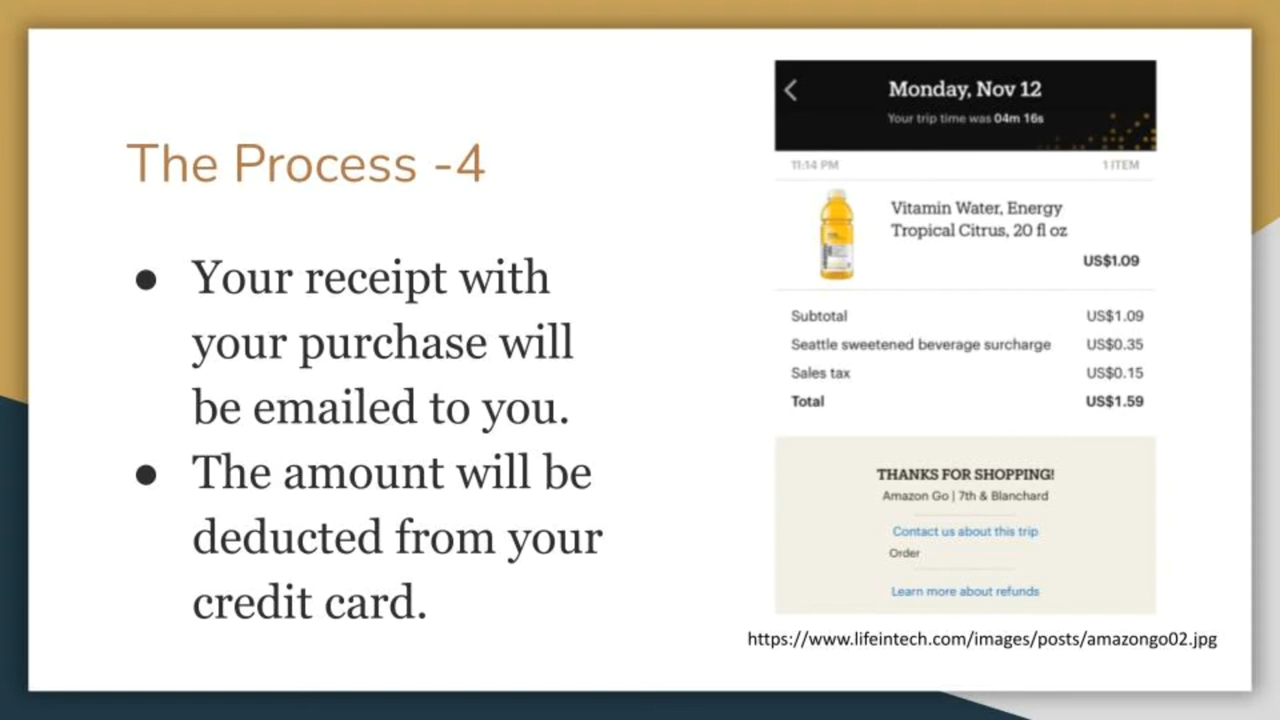 The Process -4
● Your receipt with
your purchase will
be emailed to you.
● The amount will be
deducted from your
credit card.
Monday, Nov 12
Your trip time was 04m 16s
11:14 PM 1 ITEM
Vitamin Water, Energy
Tropical Citrus, 20 fl oz
US$1.09
Subtotal US$1.09
Seattle sweetened beverage surcharge US$0.35
Sales tax US$0.15
Total US$1.59
THANKS FOR SHOPPING!
Amazon Go | 7th & Blanchard
Contact us about this trip
Order
Learn more about refunds
https://www.lifeintech.com/images/posts/amazongo02.jpg